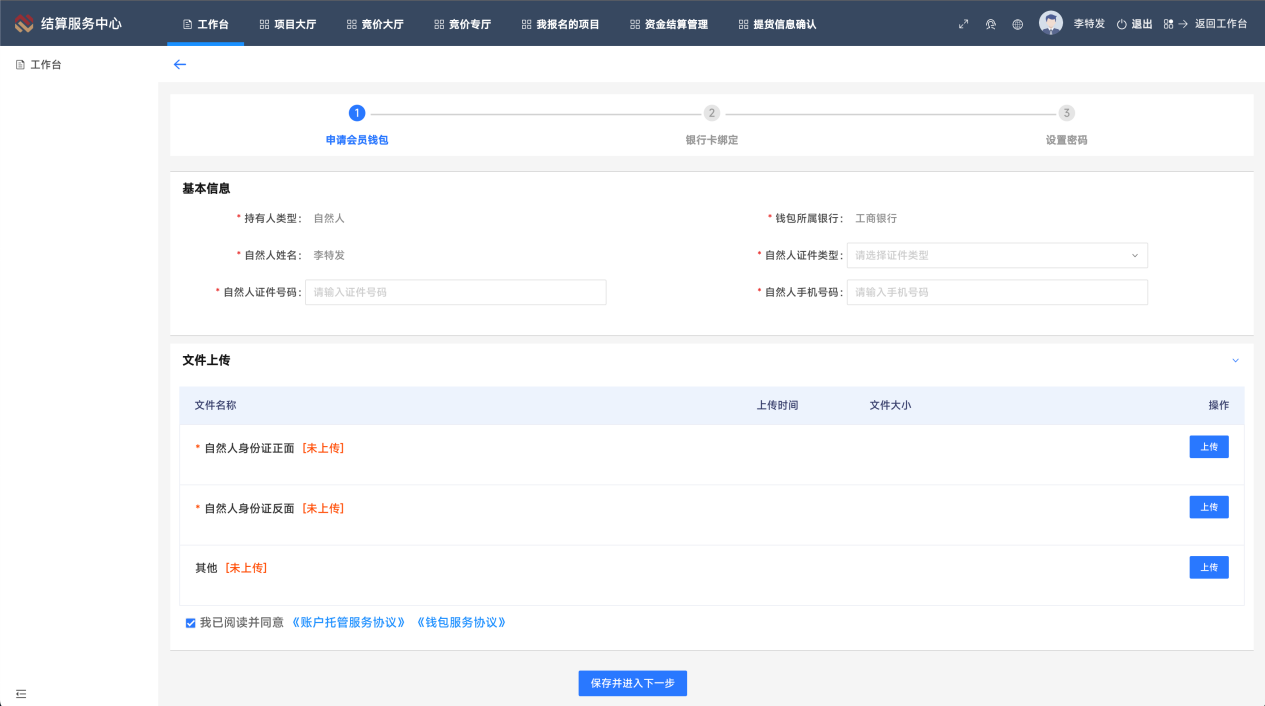 结算服务中心 工作台 项目大厅 竞价大厅 竞价专厅 我报名的项目 资金结算管理 提货信息确认 李特发 退出 返回工作台
工作台
1 2 3
申请会员钱包 银行卡绑定 设置密码
基本信息
* 持有人类型: 自然人 * 钱包所属银行: 工商银行
* 自然人姓名: 李特发 * 自然人证件类型: 请选择证件类型
* 自然人证件号码: 请输入证件号码 * 自然人手机号码: 请输入手机号码
文件上传
文件名称 上传时间 文件大小 操作
* 自然人身份证正面 [未上传] 上传
* 自然人身份证反面 [未上传] 上传
其他 [未上传] 上传
我已阅读并同意 《账户托管服务协议》 《钱包服务协议》
保存并进入下一步